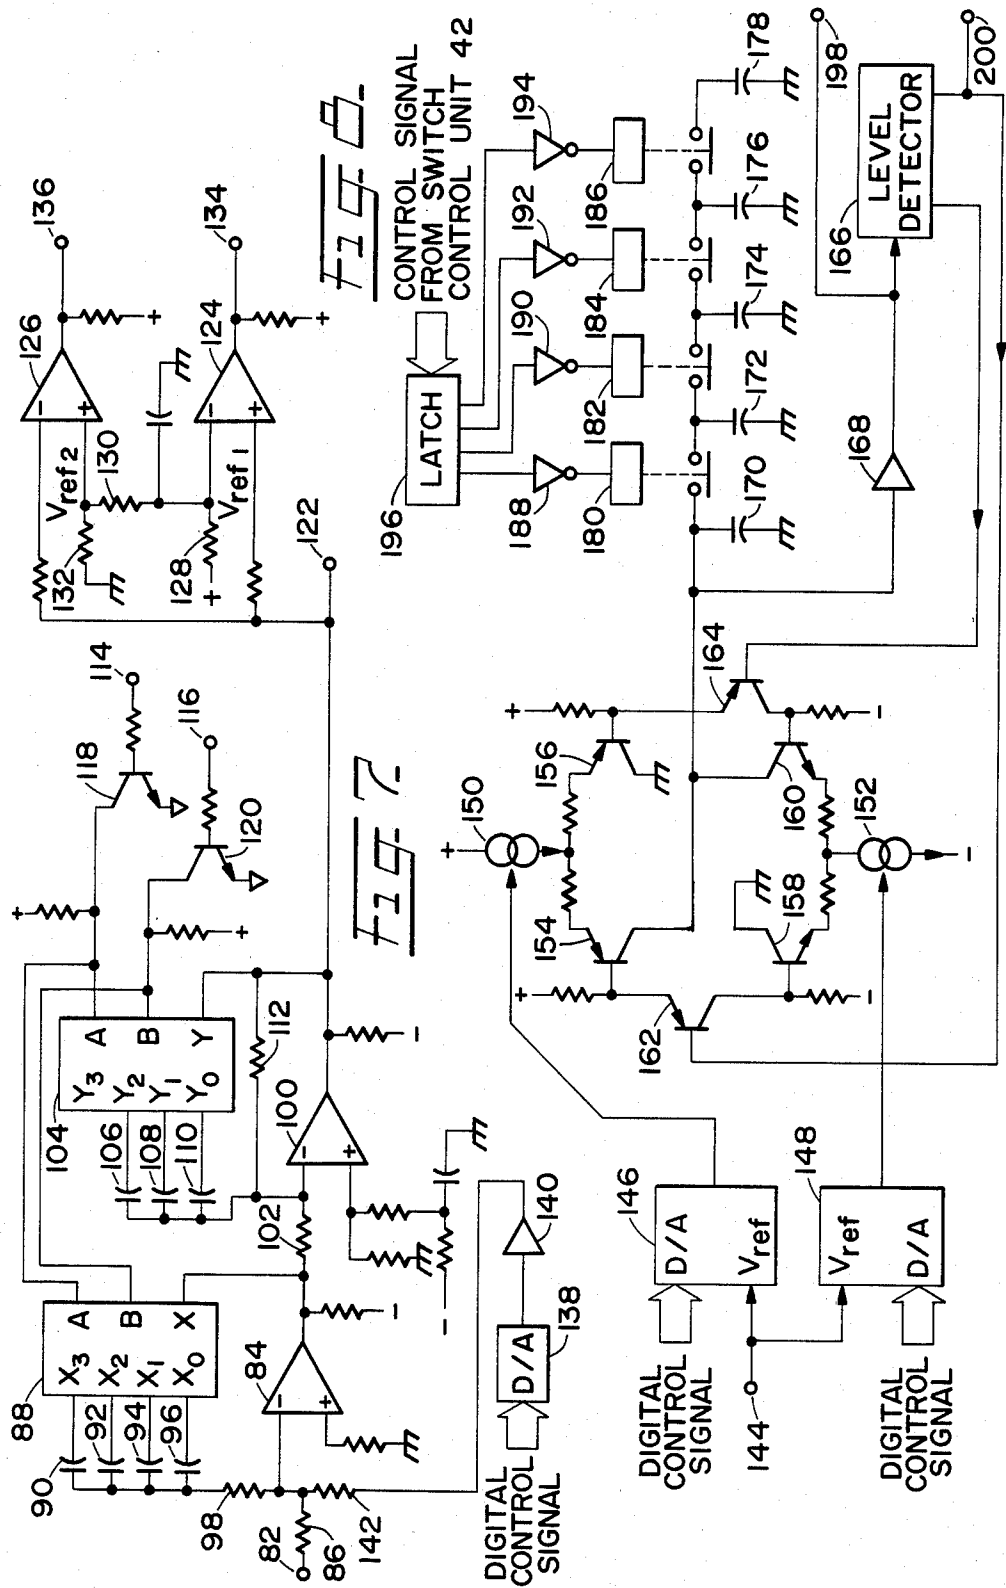 136
126
-
+
Vref 2
130
132
134
124
-
+
Vref 1
128
+
+
+
122
114
118
116
120
+
+
104
A
B
Y
Y3
Y2
Y1
Y0
106
108
110
112
100
-
+
-
102
88
A
B
X
X3
X2
X1
X0
90
92
94
96
98
84
-
+
-
-
82
86
142
140
D/A
138
DIGITAL
CONTROL
SIGNAL
Fig. 7.
Fig. 8.
CONTROL SIGNAL
FROM SWITCH
CONTROL UNIT 42
LATCH
196
188
190
192
194
180
182
184
186
170
172
174
176
178
198
200
166
LEVEL
DETECTOR
168
164
+
+
+
150
156
154
162
160
158
152
-
-
-
146
D/A
Vref
148
Vref
D/A
144
DIGITAL
CONTROL
SIGNAL
DIGITAL
CONTROL
SIGNAL